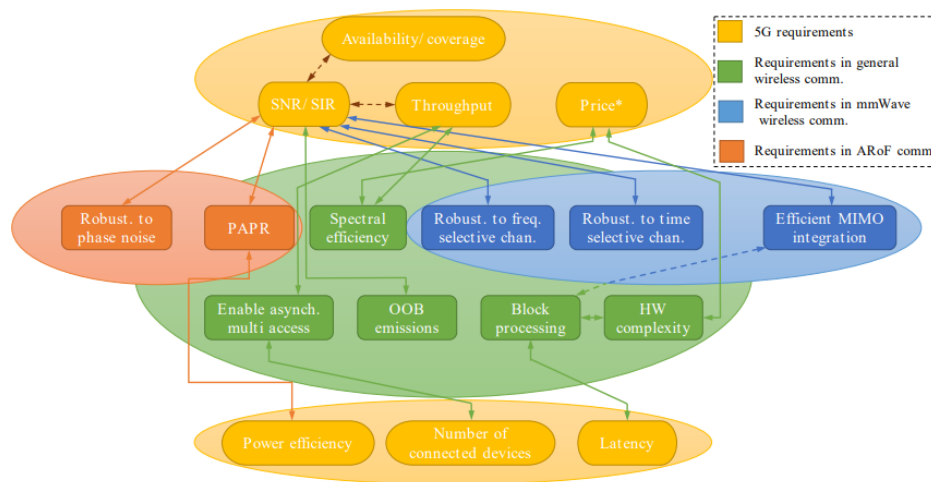 Availability/ coverage
SNR/ SIR
Throughput
Price*
5G requirements
Requirements in general
wireless comm.
Requirements in mmWave
wireless comm.
Requirements in ARoF comm.
Robust. to
phase noise
PAPR
Spectral
efficiency
Robust. to freq.
selective chan.
Robust. to time
selective chan.
Efficient MIMO
integration
Enable asynch.
multi access
OOB
emissions
Block
processing
HW
complexity
Power efficiency
Number of
connected devices
Latency